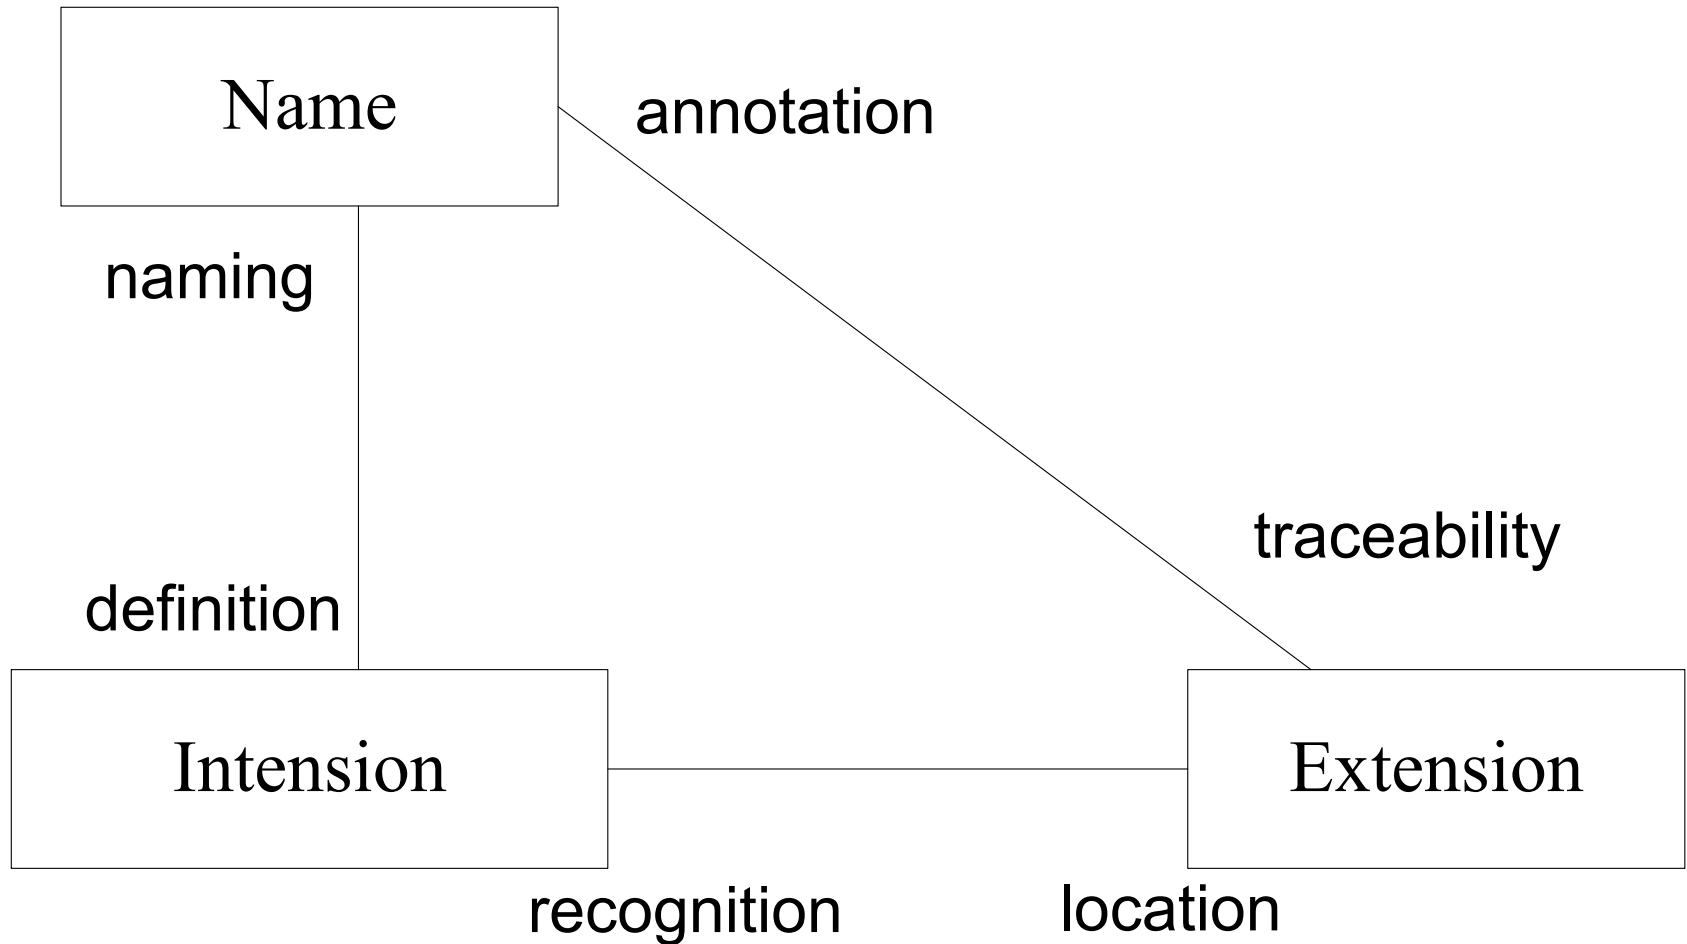 Name
annotation
naming
traceability
definition
Intension
Extension
recognition
location